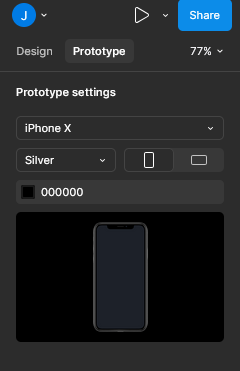 J
Share
Design
Prototype
77%
Prototype settings
iPhone X
Silver
000000